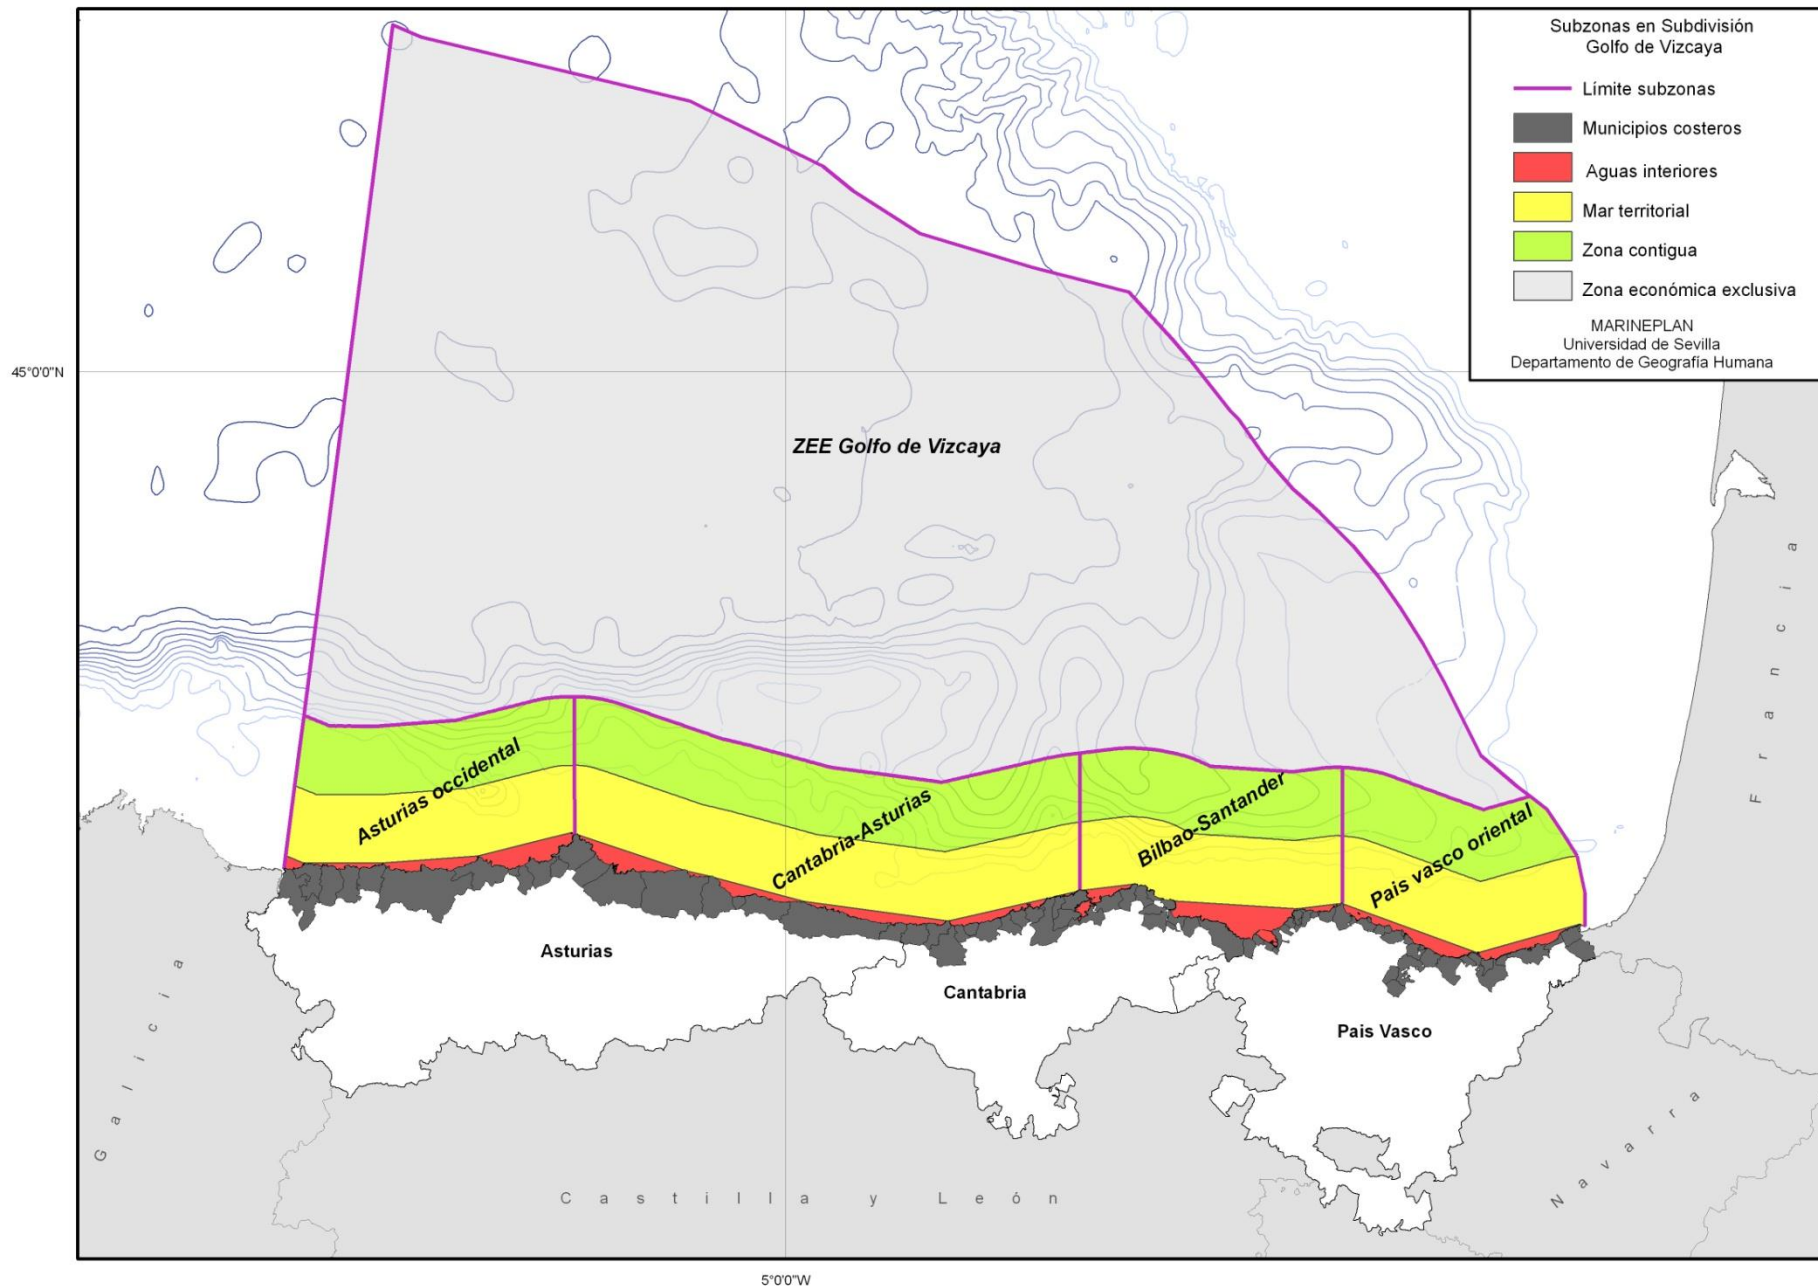 Subzonas en Subdivisión
Golfo de Vizcaya
Límite subzonas
Municipios costeros
Aguas interiores
Mar territorial
Zona contigua
Zona económica exclusiva
MARINEPLAN
Universidad de Sevilla
Departamento de Geografía Humana
45°0'0"N
ZEE Golfo de Vizcaya
Francia
Asturias occidental
Cantabria-Asturias
Bilbao-Santander
Pais vasco oriental
Asturias
Cantabria
Pais Vasco
Galicia
Castilla y León
Navarra
5°0'0"W